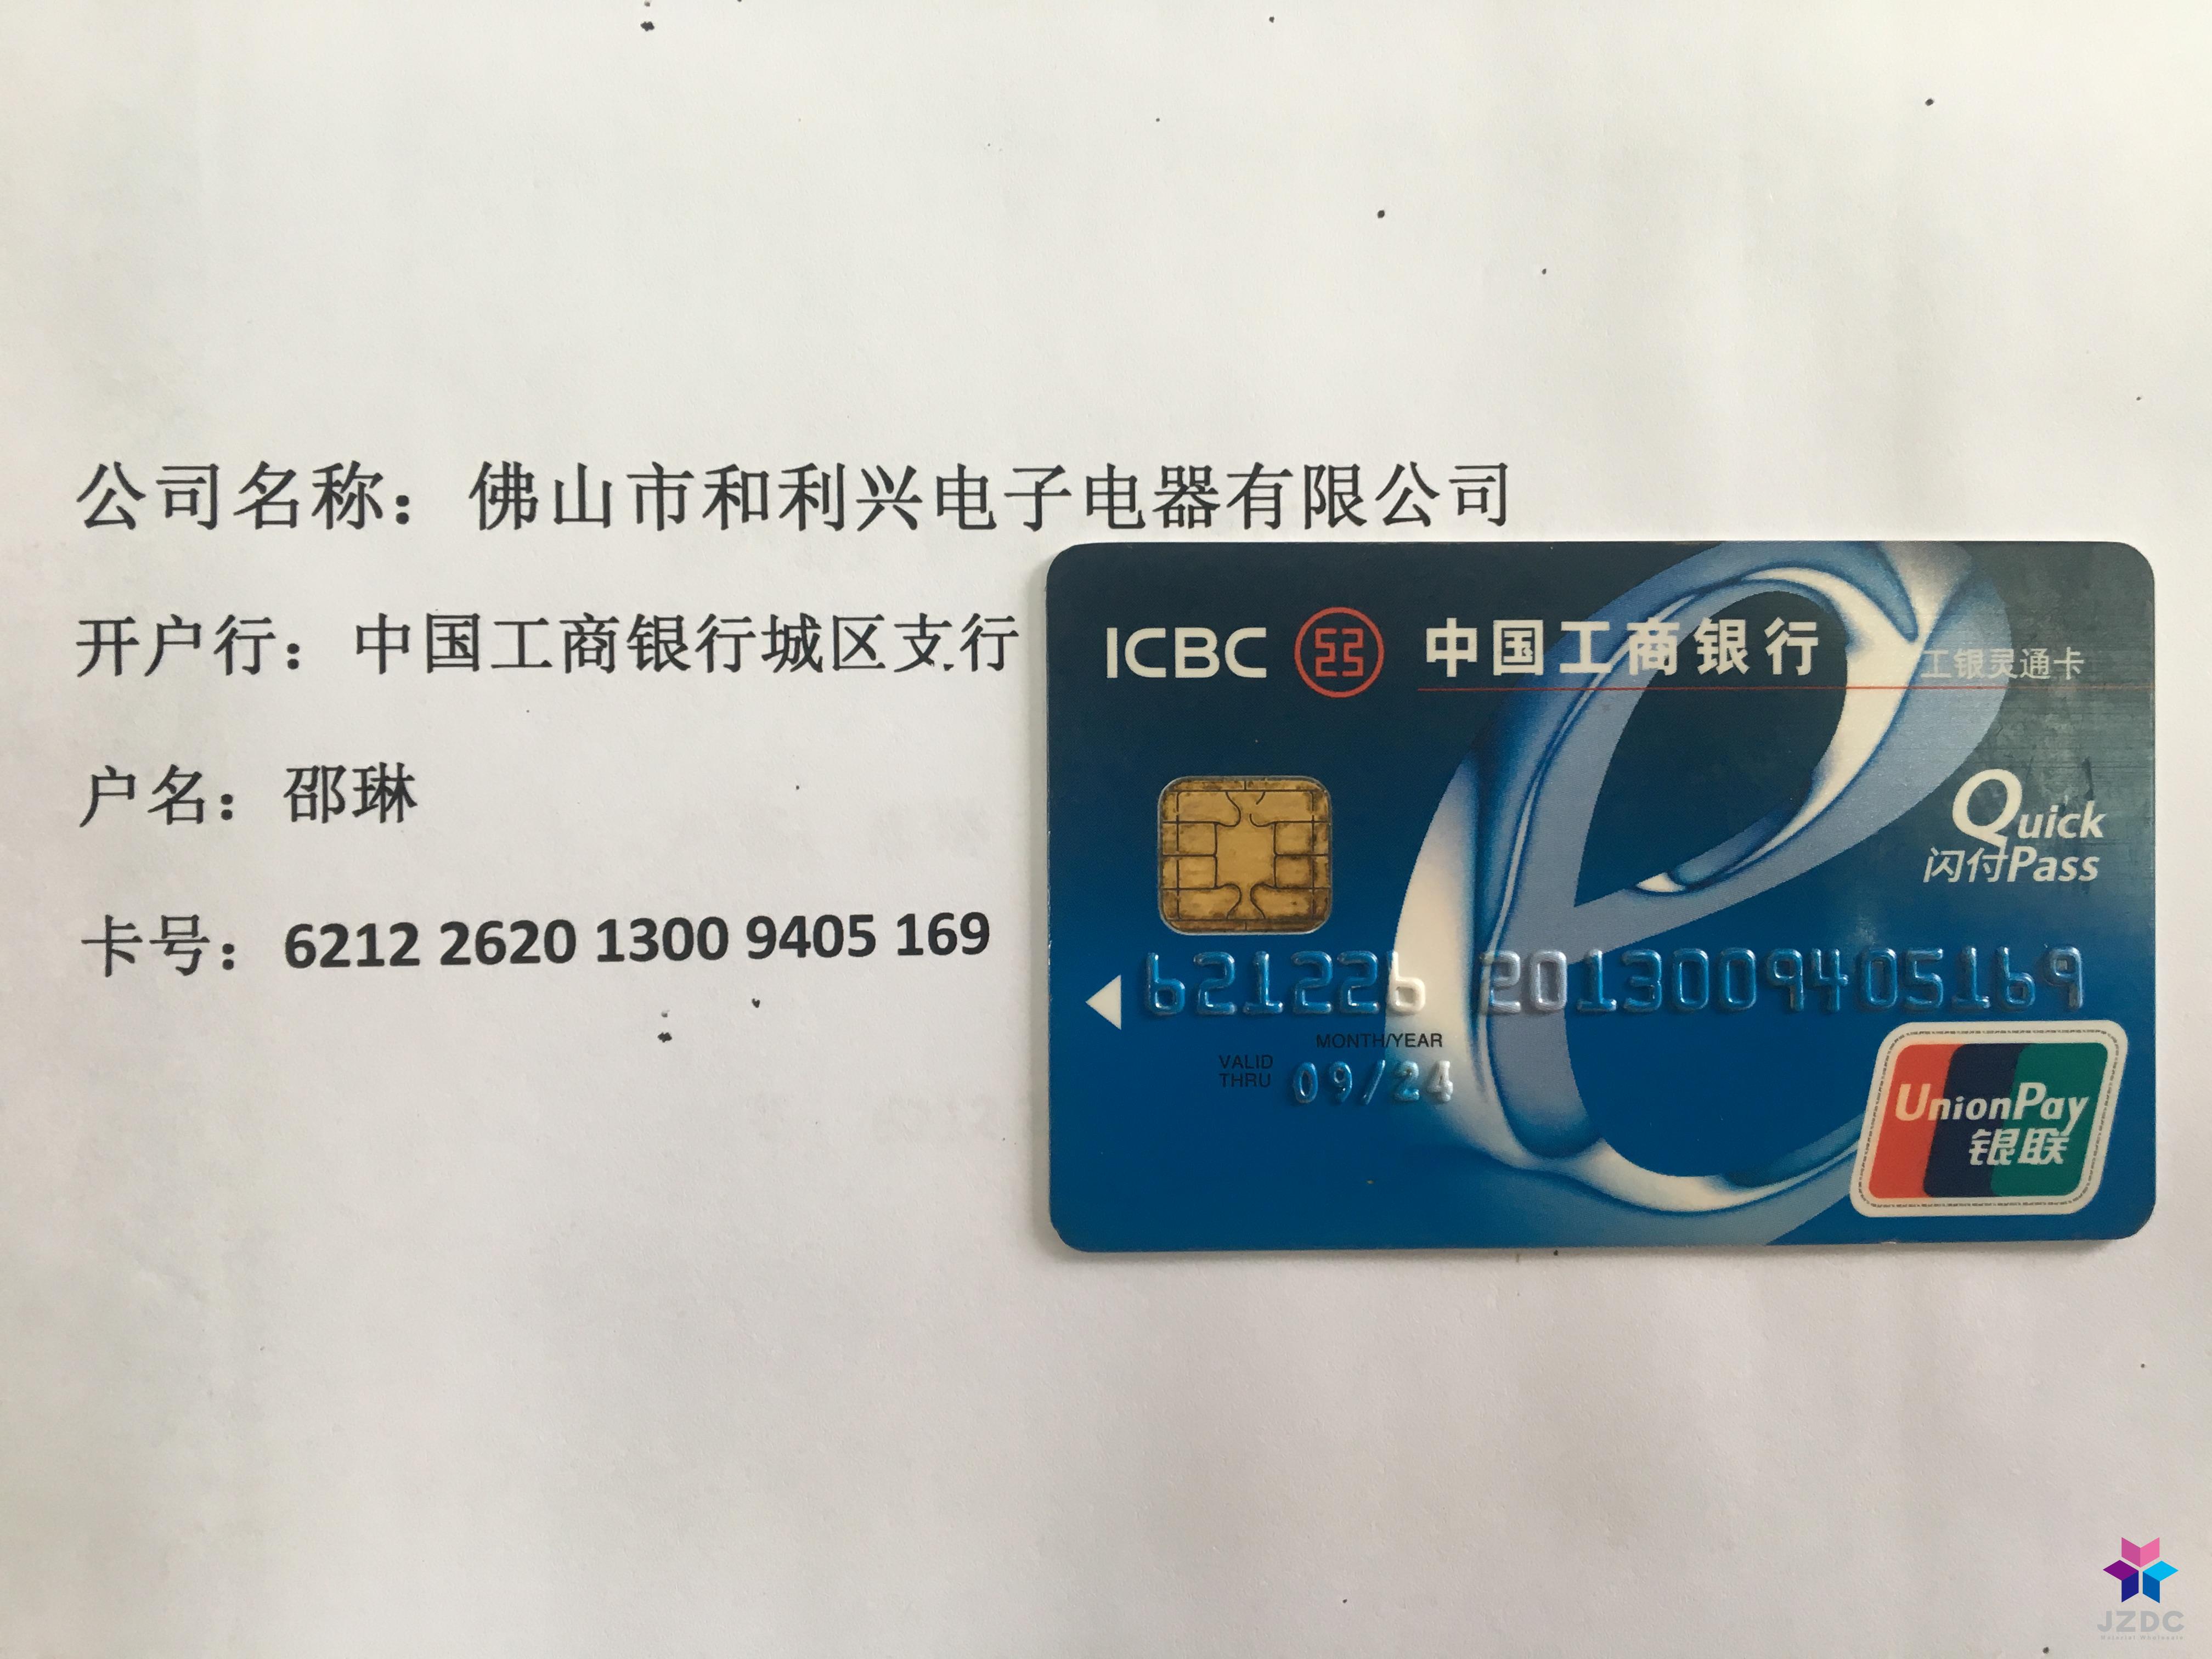 公司名称：佛山市和利兴电子电器有限公司
开户行：中国工商银行城区支行
户名：邵琳
卡号：6212 2620 1300 9405 169
ICBC 中国工商银行
工银灵通卡
Quick
闪付Pass
621226 2013009405169
MONTH/YEAR
VALID
THRU 09/24
UnionPay
银联
JZDC